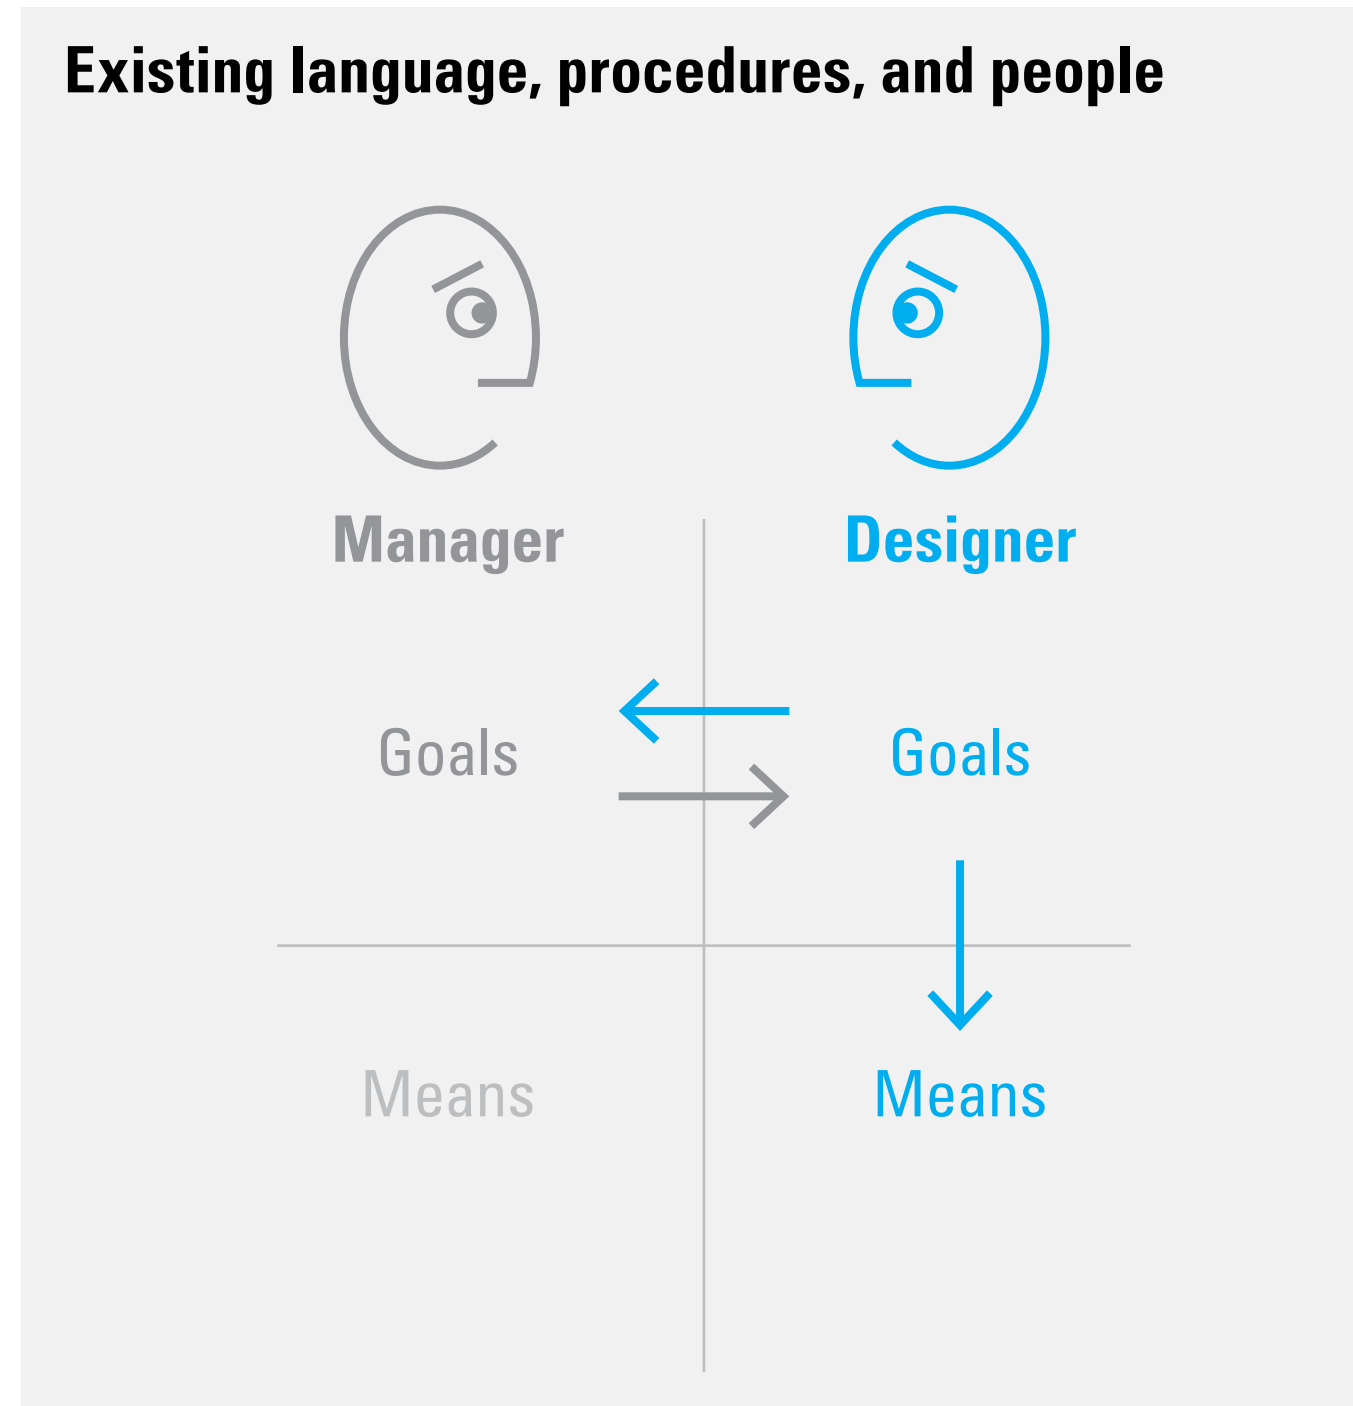 Existing language, procedures, and people
Manager
Designer
Goals
Goals
Means
Means